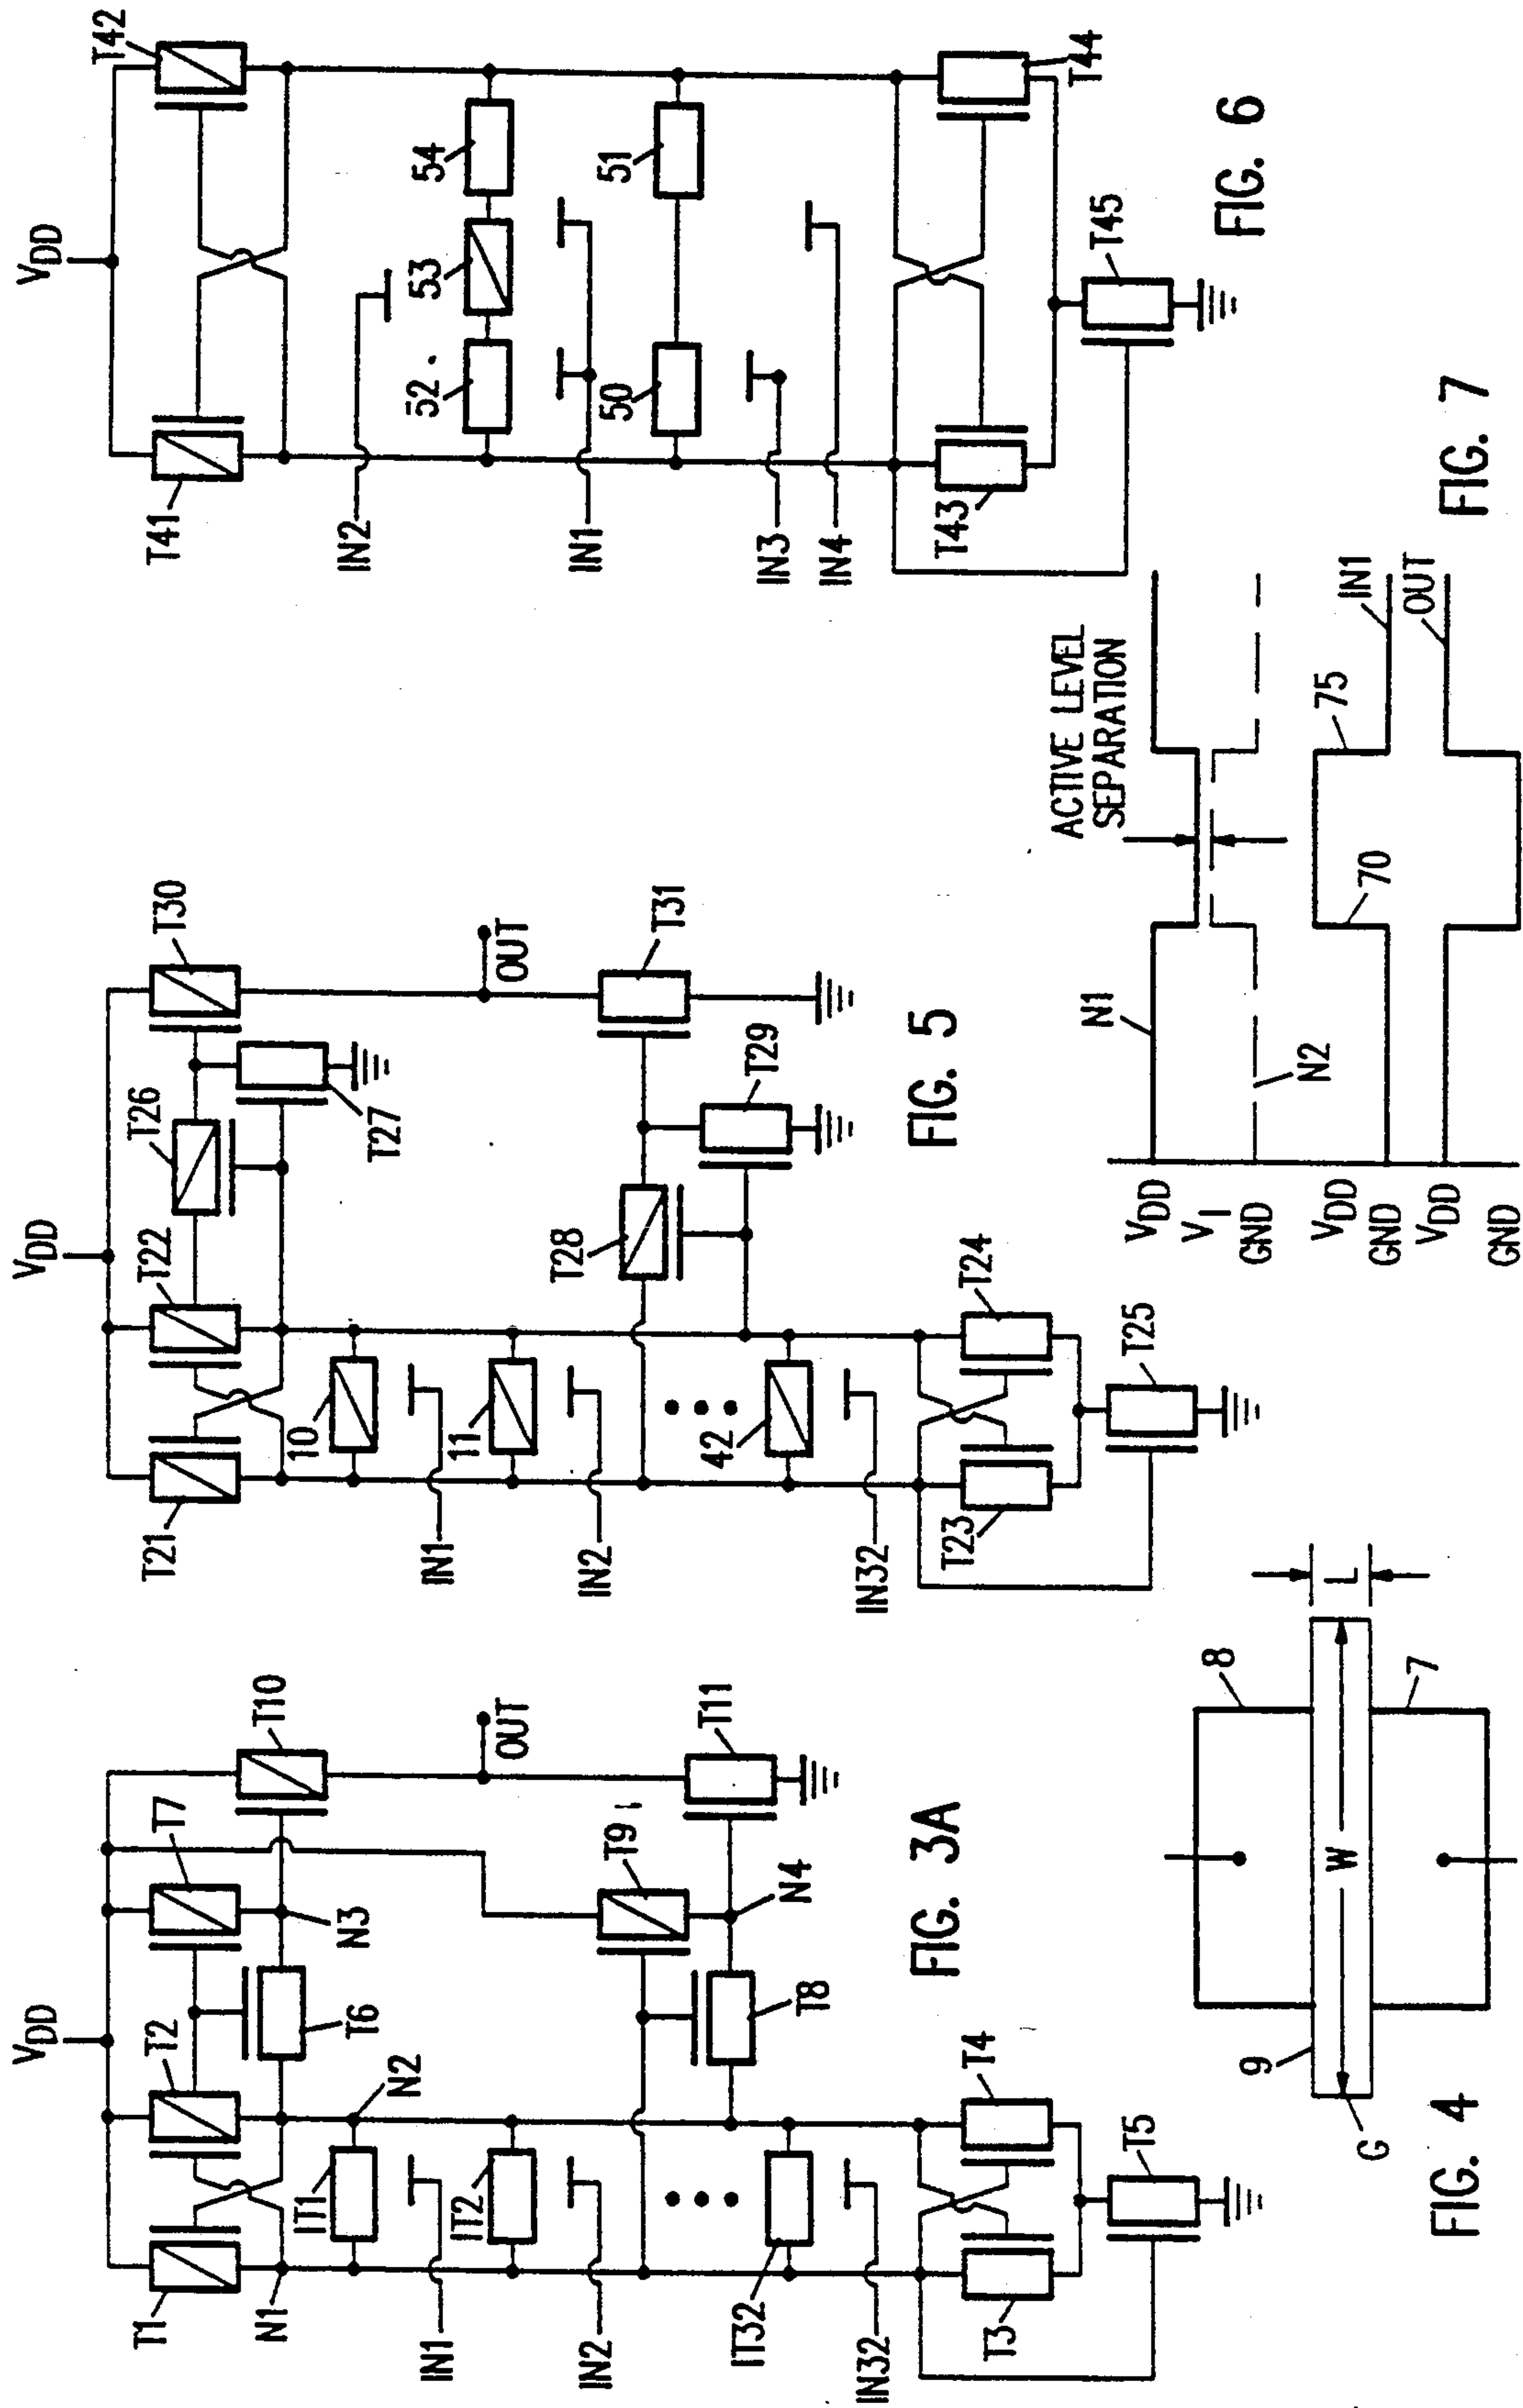 VDD
T1
T2
T7
T10
N1
T6
N3
IT1
N2
IN1
IT2
OUT
IN2
T9
IT32
T8
N4
T11
IN32
T3
T4
T5
FIG. 3A
G
9
W
8
7
L
FIG. 4
VDD
T21
T22
T26
T30
T27
10
IN1
11
OUT
IN2
T28
42
T29
T31
IN32
T23
T24
T25
FIG. 5
VDD
T41
T42
IN2
52
53
54
IN1
50
51
IN3
IN4
T43
T44
T45
FIG. 6
ACTIVE LEVEL
SEPARATION
VDD
N1
VI
GND
N2
VDD
70
75
GND
IN1
VDD
OUT
GND
FIG. 7